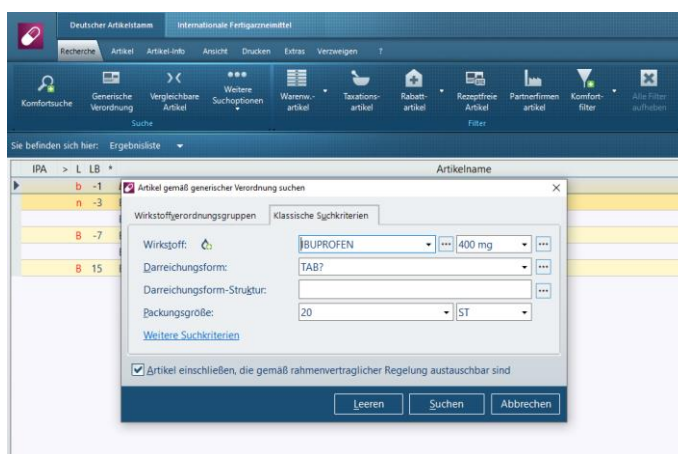 Deutscher Artikelstamm Internationale Fertigarzneimittel
Recherche Artikel Artikel-Info Ansicht Drucken Extras Verzweigen ?
Komfortsuche
Generische Verordnung
Vergleichbare Artikel
Weitere Suchoptionen
Warenw.-artikel
Taxations-artikel
Rabatt-artikel
Rezeptfreie Artikel
Partnerfirmen artikel
Komfort-filter
Alle Filter aufheben
Suche Filter
Sie befinden sich hier: Ergebnisliste
IPA > L LB * Artikelname
b -1
n -3
B -7
B 15
Artikel gemäß generischer Verordnung suchen
Wirkstoffverordnungsgruppen Klassische Suchkriterien
Wirkstoff: IBUPROFEN 400 mg
Darreichungsform: TAB?
Darreichungsform-Struktur:
Packungsgröße: 20 ST
Weitere Suchkriterien
Artikel einschließen, die gemäß rahmenvertraglicher Regelung austauschbar sind
Leeren Suchen Abbrechen